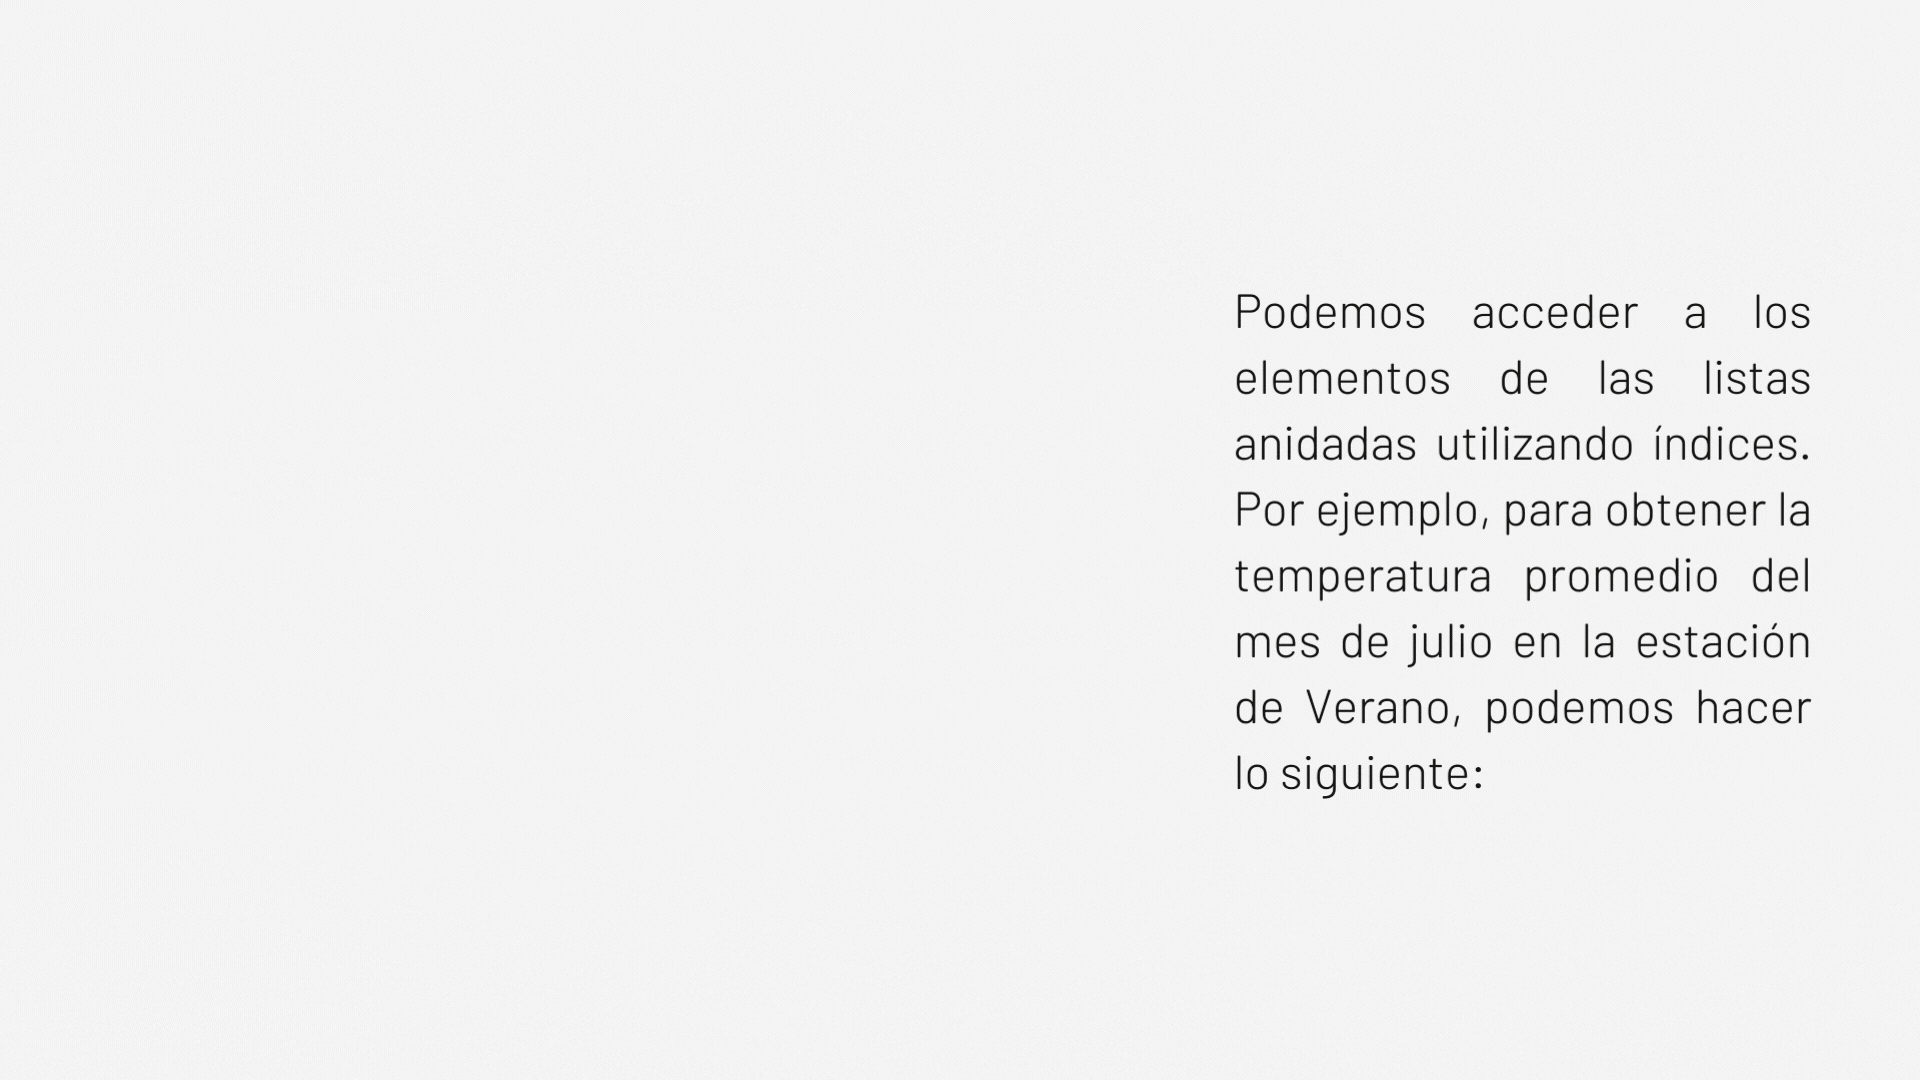 Podemos acceder a los
elementos de las listas
anidadas utilizando índices.
Por ejemplo, para obtener la
temperatura promedio del
mes de julio en la estación
de Verano, podemos hacer
lo siguiente: